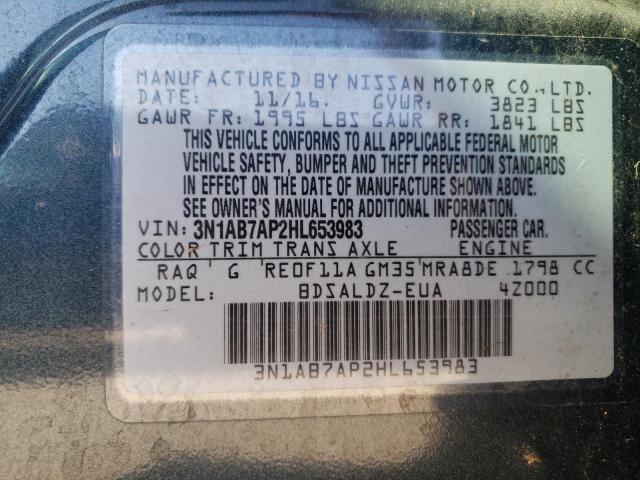 MANUFACTURED BY NISSAN MOTOR CO.,LTD.
DATE: 11/16. GVWR: 3823 LBS
GAWR FR: 1995 LBS GAWR RR: 1841 LBS
THIS VEHICLE CONFORMS TO ALL APPLICABLE FEDERAL MOTOR
VEHICLE SAFETY, BUMPER AND THEFT PREVENTION STANDARDS
IN EFFECT ON THE DATE OF MANUFACTURE SHOWN ABOVE.
SEE OWNER'S MANUAL FOR ADDITIONAL INFORMATION.
VIN: 3N1AB7AP2HL653983 PASSENGER CAR.
COLOR TRIM TRANS AXLE ENGINE
RAQ G RE0F11A GM35 MRA8DE 1798 CC
MODEL: BDSALDZ-EUA 4Z000
3N1AB7AP2HL653983